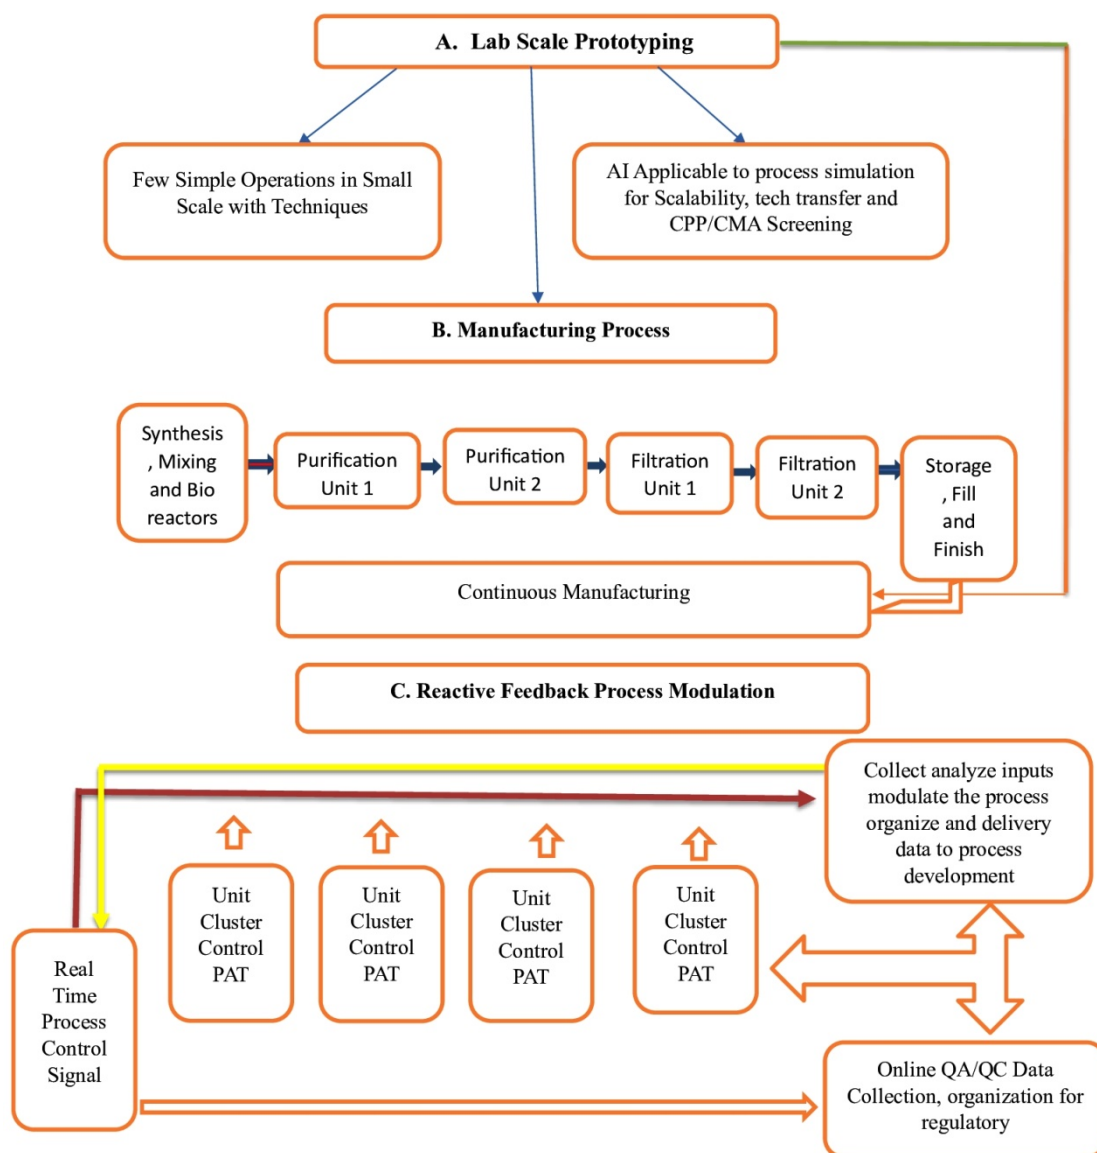 A. Lab Scale Prototyping
Few Simple Operations in Small
Scale with Techniques
AI Applicable to process simulation
for Scalability, tech transfer and
CPP/CMA Screening
B. Manufacturing Process
Synthesis
, Mixing
and Bio
reactors
Purification
Unit 1
Purification
Unit 2
Filtration
Unit 1
Filtration
Unit 2
Storage
, Fill
and
Finish
Continuous Manufacturing
C. Reactive Feedback Process Modulation
Collect analyze inputs
modulate the process
organize and delivery
data to process
development
Unit
Cluster
Control
PAT
Unit
Cluster
Control
PAT
Unit
Cluster
Control
PAT
Unit
Cluster
Control
PAT
Real
Time
Process
Control
Signal
Online QA/QC Data
Collection, organization for
regulatory